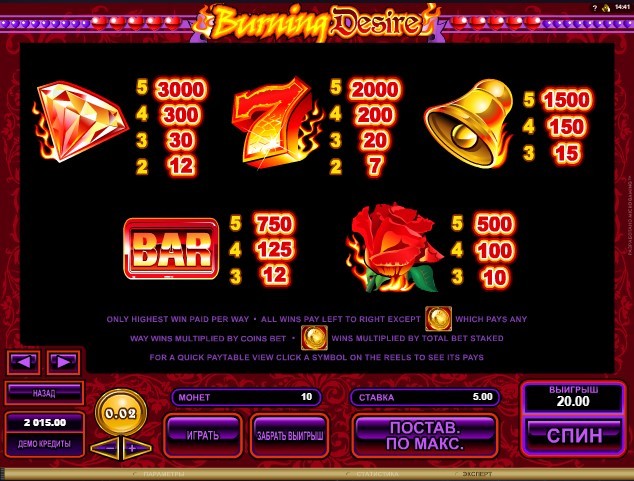 ? 14:41
Burning Desire
5 3000
4 300
3 30
2 12
5 2000
4 200
3 20
2 7
5 1500
4 150
3 15
BAR
5 750
4 125
3 12
5 500
4 100
3 10
ONLY HIGHEST WIN PAID PER WAY • ALL WINS PAY LEFT TO RIGHT EXCEPT WHICH PAYS ANY
WAY WINS MULTIPLIED BY COINS BET • WINS MULTIPLIED BY TOTAL BET STAKED
FOR A QUICK PAYTABLE VIEW CLICK A SYMBOL ON THE REELS TO SEE ITS PAYS
НАЗАД
2 015.00
ДЕМО КРЕДИТЫ
0.02
− +
МОНЕТ 10
СТАВКА 5.00
ИГРАТЬ
ЗАБРАТЬ ВЫИГРЫШ
ПОСТАВ.
ПО МАКС.
ВЫИГРЫШ
20.00
СПИН
ПАРАМЕТРЫ СТАТИСТИКА ЭКСПЕРТ